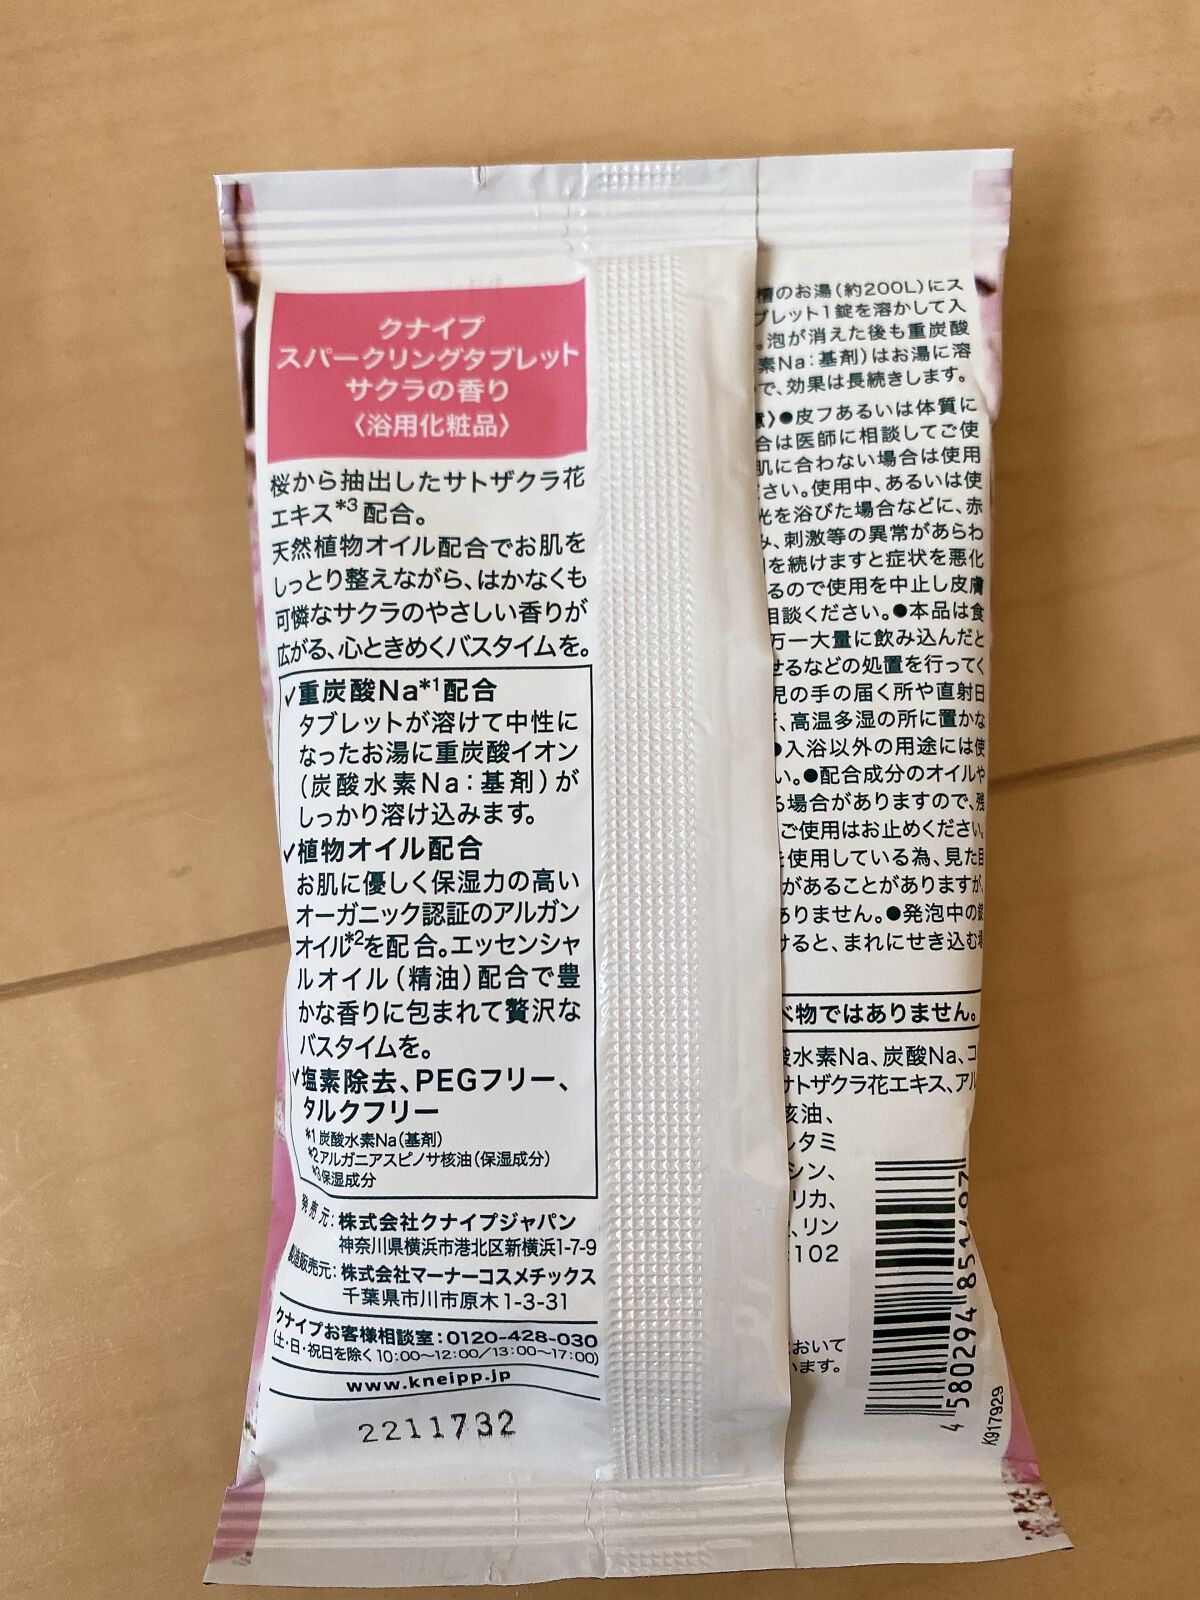 クナイプ
スパークリングタブレット
サクラの香り
〈浴用化粧品〉
桜から抽出したサトザクラ花
エキス*3配合。
天然植物オイル配合でお肌を
しっとり整えながら、はかなくも
可憐なサクラのやさしい香りが
広がる、心ときめくバスタイムを。
✓重炭酸Na*1配合
タブレットが溶けて中性に
なったお湯に重炭酸イオン
(炭酸水素Na:基剤)が
しっかり溶け込みます。
✓植物オイル配合
お肌に優しく保湿力の高い
オーガニック認証のアルガン
オイル*2を配合。エッセンシャ
ルオイル(精油)配合で豊
かな香りに包まれて贅沢な
バスタイムを。
✓塩素除去、PEGフリー、
タルクフリー
*1 炭酸水素Na(基剤)
*2アルガニアスピノサ核油(保湿成分)
*3保湿成分
発売元:株式会社クナイプジャパン
神奈川県横浜市港北区新横浜1-7-9
製造販売元:株式会社マーナーコスメチックス
千葉県市川市原木1-3-31
クナイプお客様相談室:0120-428-030
(土・日・祝日を除く10:00〜12:00/13:00〜17:00)
www.kneipp.jp
2211732
槽のお湯(約200L)にス
ブレット1錠を溶かして入
。泡が消えた後も重炭酸
素Na:基剤)はお湯に溶
で、効果は長続きします。
〉●皮フあるいは体質に
合は医師に相談してご使
肌に合わない場合は使用
ださい。使用中、あるいは使
光を浴びた場合などに、赤
み、刺激等の異常があらわ
を続けますと症状を悪化
るので使用を中止し皮膚
相談ください。●本品は食
万一大量に飲み込んだと
せるなどの処置を行ってく
児の手の届く所や直射日
、高温多湿の所に置かな
●入浴以外の用途には使
い。●配合成分のオイルや
る場合がありますので、残
ご使用はお止めください。
使用している為、見た目
があることがありますが、
ありません。●発泡中の錠
けると、まれにせき込む場
べ物ではありません。
酸水素Na、炭酸Na、コ
サトザクラ花エキス、アル
核油、
ルタミ
シン、
リカ、
、リン
102
において
います。
4 580294 851487
K917929